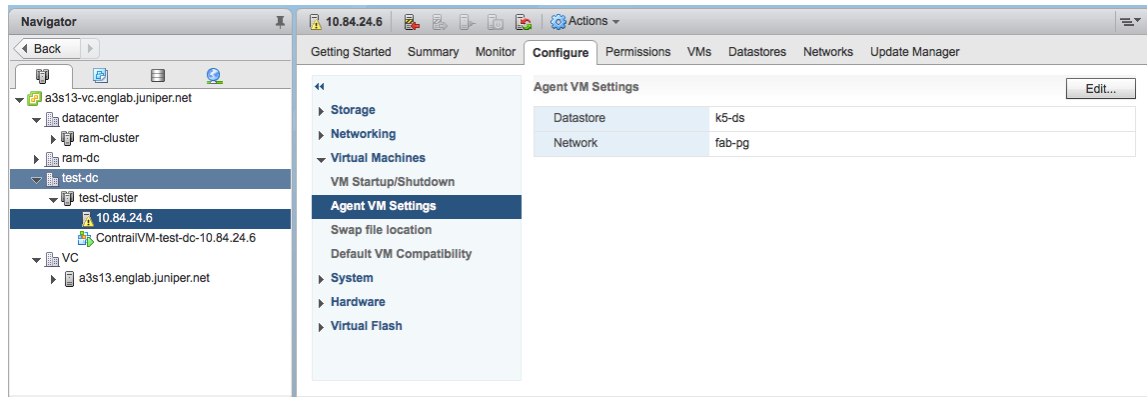 Navigator
Back
a3s13-vc.englab.juniper.net
datacenter
ram-cluster
ram-dc
test-dc
test-cluster
10.84.24.6
ContrailVM-test-dc-10.84.24.6
VC
a3s13.englab.juniper.net
10.84.24.6 Actions
Getting Started Summary Monitor Configure Permissions VMs Datastores Networks Update Manager
Storage
Networking
Virtual Machines
VM Startup/Shutdown
Agent VM Settings
Swap file location
Default VM Compatibility
System
Hardware
Virtual Flash
Agent VM Settings Edit...
Datastore k5-ds
Network fab-pg